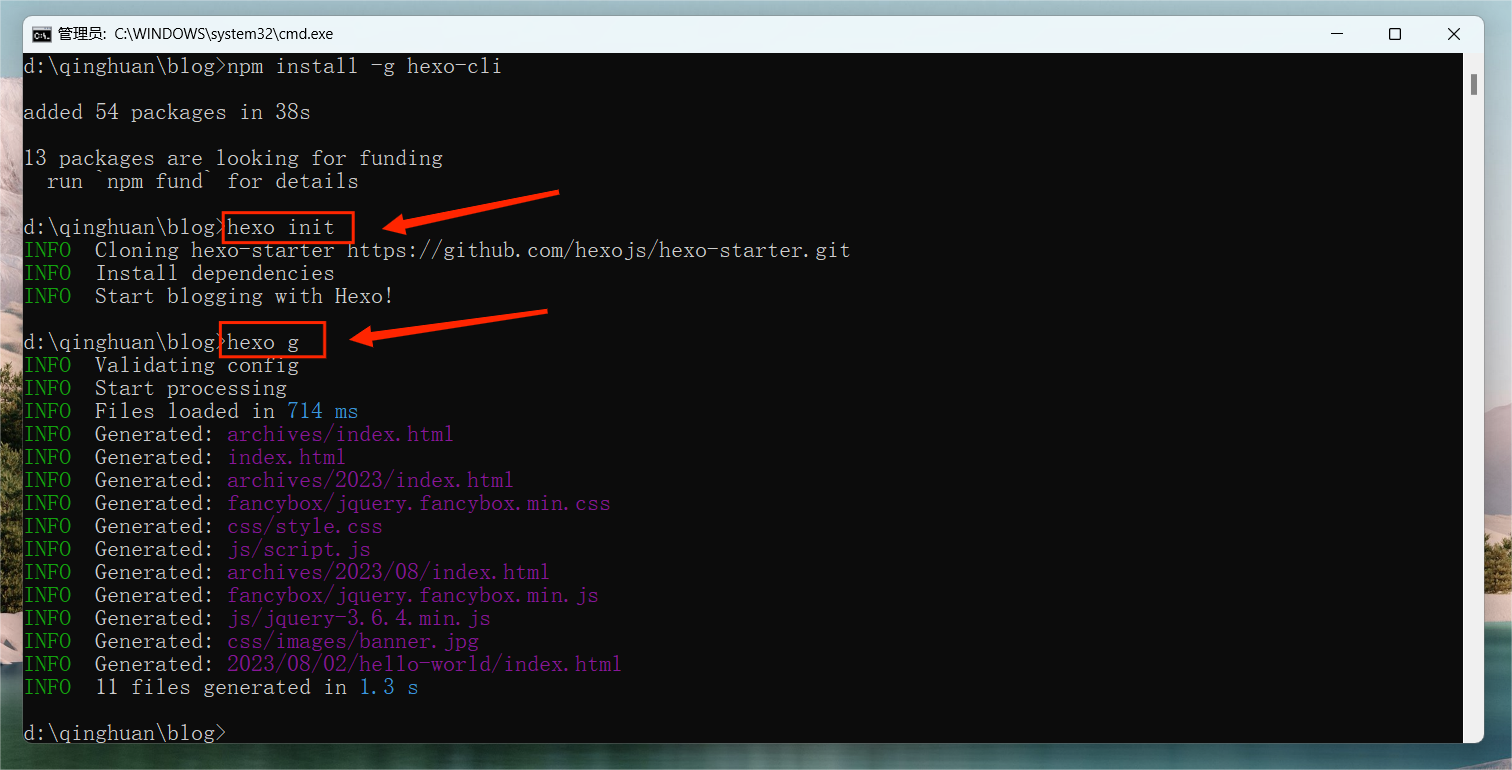 管理员: C:\WINDOWS\system32\cmd.exe
d:\qinghuan\blog>npm install -g hexo-cli
added 54 packages in 38s
13 packages are looking for funding
run `npm fund` for details
d:\qinghuan\blog>hexo init
INFO  Cloning hexo-starter https://github.com/hexojs/hexo-starter.git
INFO  Install dependencies
INFO  Start blogging with Hexo!
d:\qinghuan\blog>hexo g
INFO  Validating config
INFO  Start processing
INFO  Files loaded in 714 ms
INFO  Generated: archives/index.html
INFO  Generated: index.html
INFO  Generated: archives/2023/index.html
INFO  Generated: fancybox/jquery.fancybox.min.css
INFO  Generated: css/style.css
INFO  Generated: js/script.js
INFO  Generated: archives/2023/08/index.html
INFO  Generated: fancybox/jquery.fancybox.min.js
INFO  Generated: js/jquery-3.6.4.min.js
INFO  Generated: css/images/banner.jpg
INFO  Generated: 2023/08/02/hello-world/index.html
INFO  11 files generated in 1.3 s
d:\qinghuan\blog>